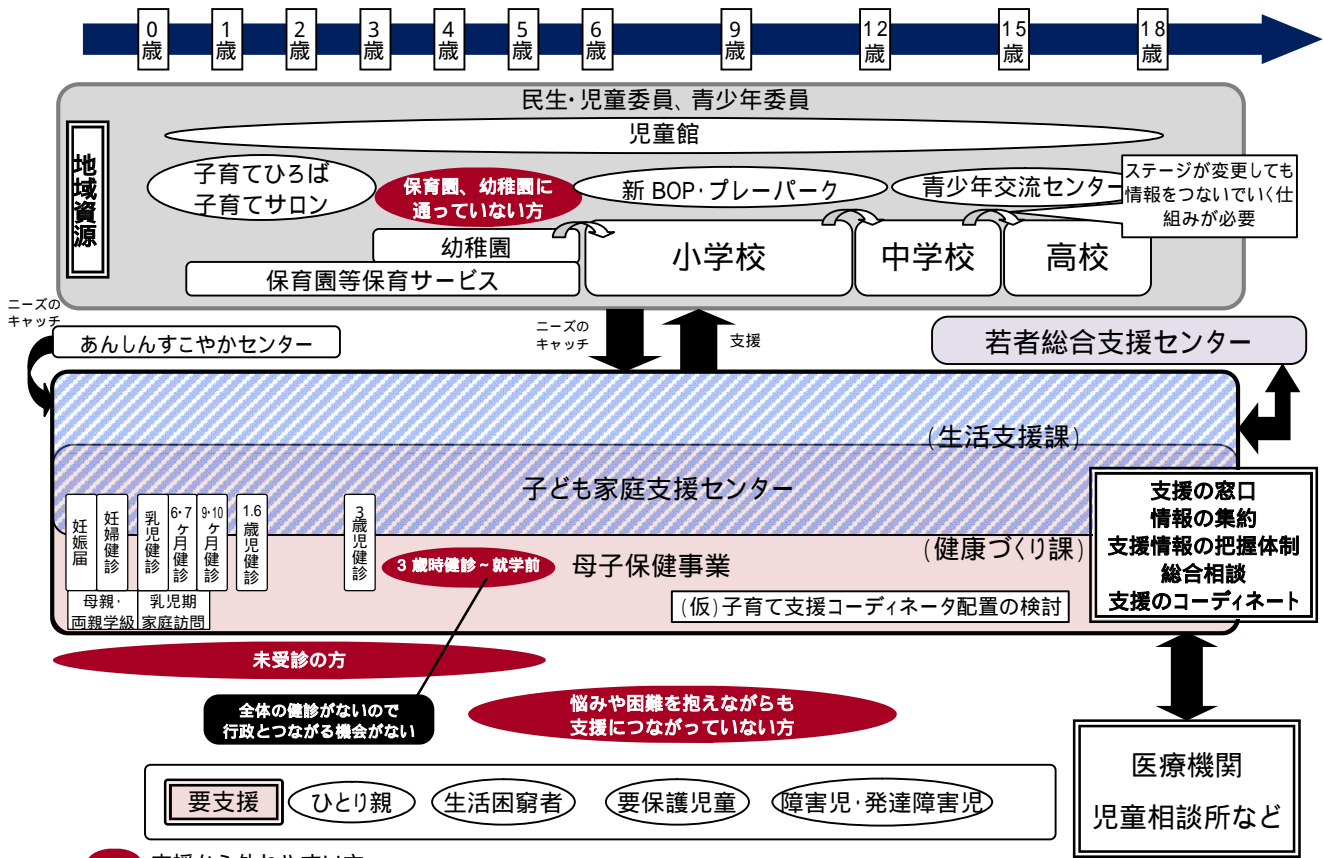 0歳
1歳
2歳
3歳
4歳
5歳
6歳
9歳
12歳
15歳
18歳
民生・児童委員、青少年委員
児童館
地域資源
子育てひろば
子育てサロン
保育園、幼稚園に
通っていない方
新 BOP・プレーパーク
青少年交流センター
ステージが変更しても
情報をつないでいく仕
組みが必要
幼稚園
保育園等保育サービス
小学校
中学校
高校
ニーズの
キャッチ
あんしんすこやかセンター
ニーズの
キャッチ
支援
若者総合支援センター
(生活支援課)
子ども家庭支援センター
妊娠届
妊婦健診
乳児健診
6・7ヶ月健診
9・10ヶ月健診
1.6歳児健診
3歳児健診
母親・
両親学級
乳児期
家庭訪問
3 歳時健診~就学前
母子保健事業
(健康づくり課)
(仮)子育て支援コーディネータ配置の検討
支援の窓口
情報の集約
支援情報の把握体制
総合相談
支援のコーディネート
未受診の方
全体の健診がないので
行政とつながる機会がない
悩みや困難を抱えながらも
支援につながっていない方
医療機関
児童相談所など
要支援
ひとり親
生活困窮者
要保護児童
障害児・発達障害児